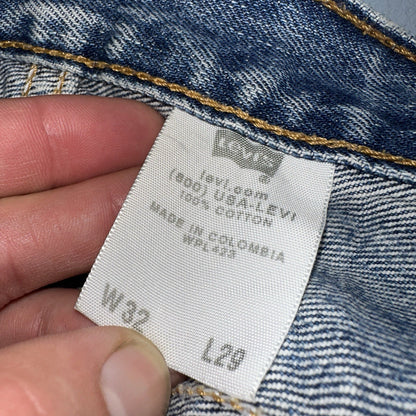 Levi's
levi.com
(800) USA-LEVI
100% COTTON
MADE IN COLOMBIA
WPL423
W32 L29